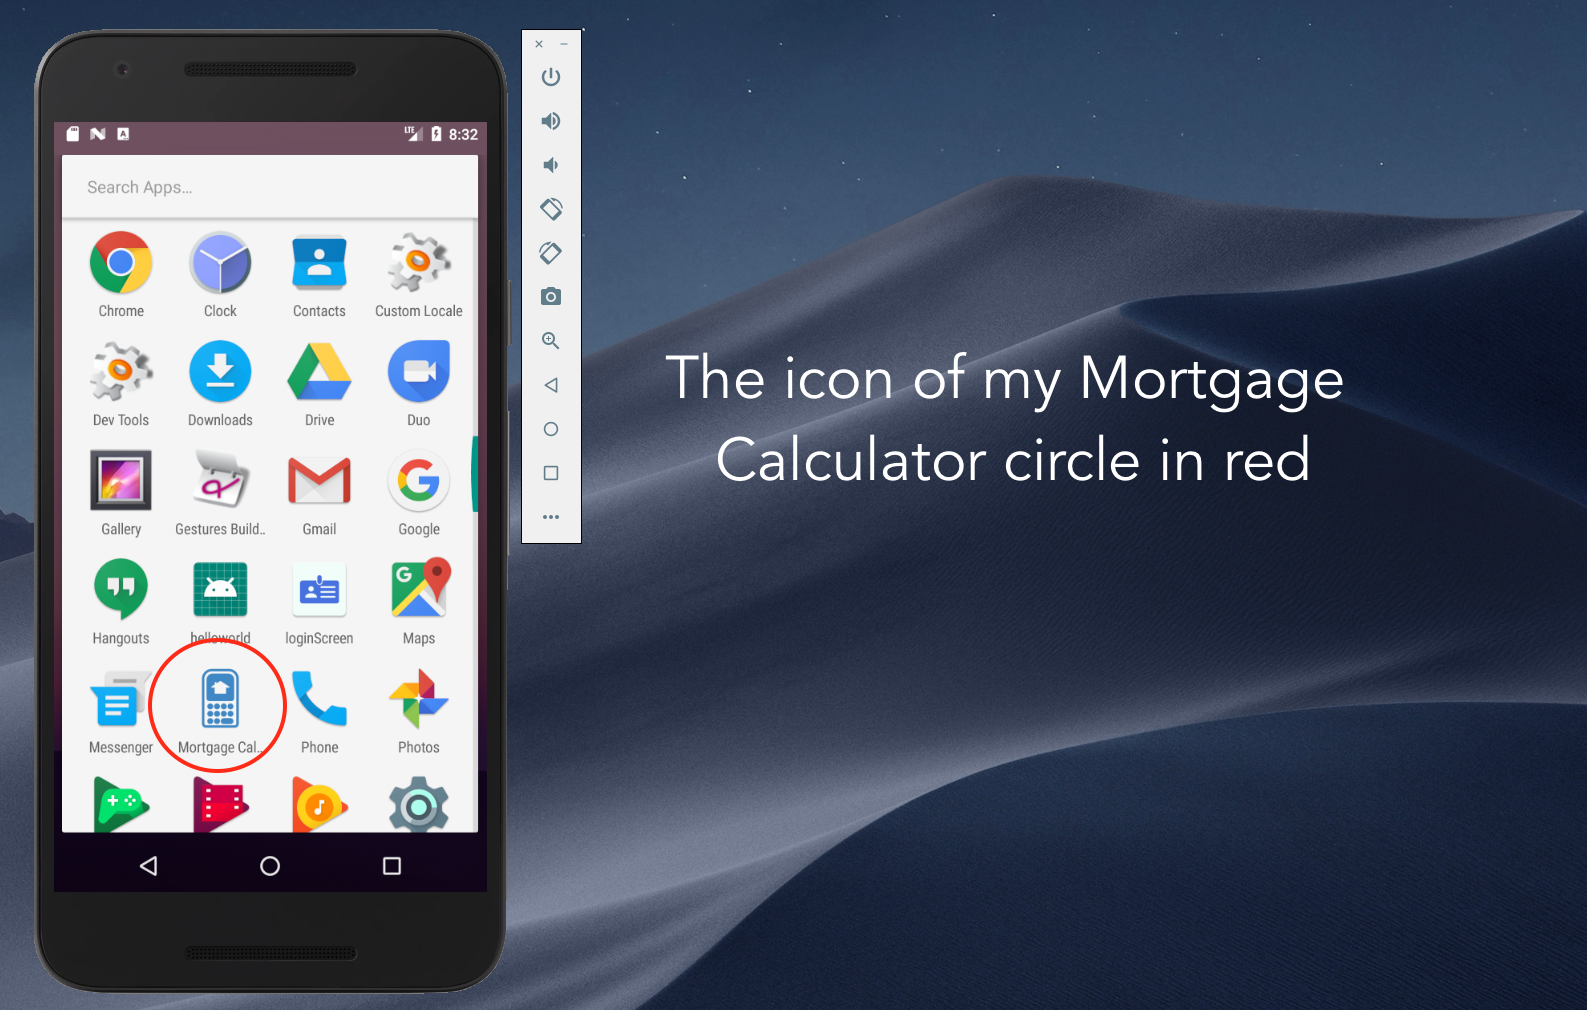 LTE 8:32
Search Apps...
Chrome Clock Contacts Custom Locale
Dev Tools Downloads Drive Duo
Gallery Gestures Build.. Gmail Google
Hangouts helloworld loginScreen Maps
Messenger Mortgage Cal.. Phone Photos
The icon of my Mortgage
Calculator circle in red